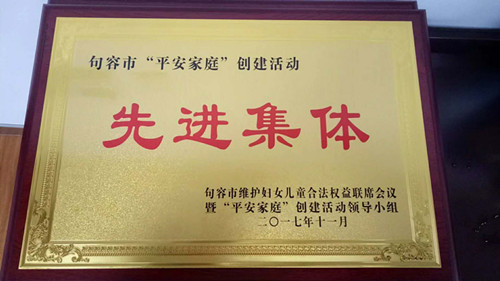 句容市“平安家庭”创建活动
先进集体
句容市维护妇女儿童合法权益联席会议
暨“平安家庭”创建活动领导小组
二〇一七年十一月